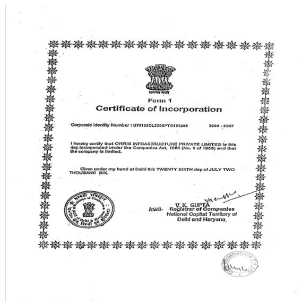 Form 1
Certificate of Incorporation
Corporate Identity Number : 2006 - 2007
I hereby certify that ORRIS INFRASTRUCTURE PRIVATE LIMITED is this
day incorporated under the Companies Act, 1956 (No. 1 of 1956) and that
the company is limited.
Given under my hand at Delhi this TWENTY SIXTH day of JULY TWO
THOUSAND SIX.
V. K. GUPTA
Registrar of Companies
National Capital Territory of
Delhi and Haryana